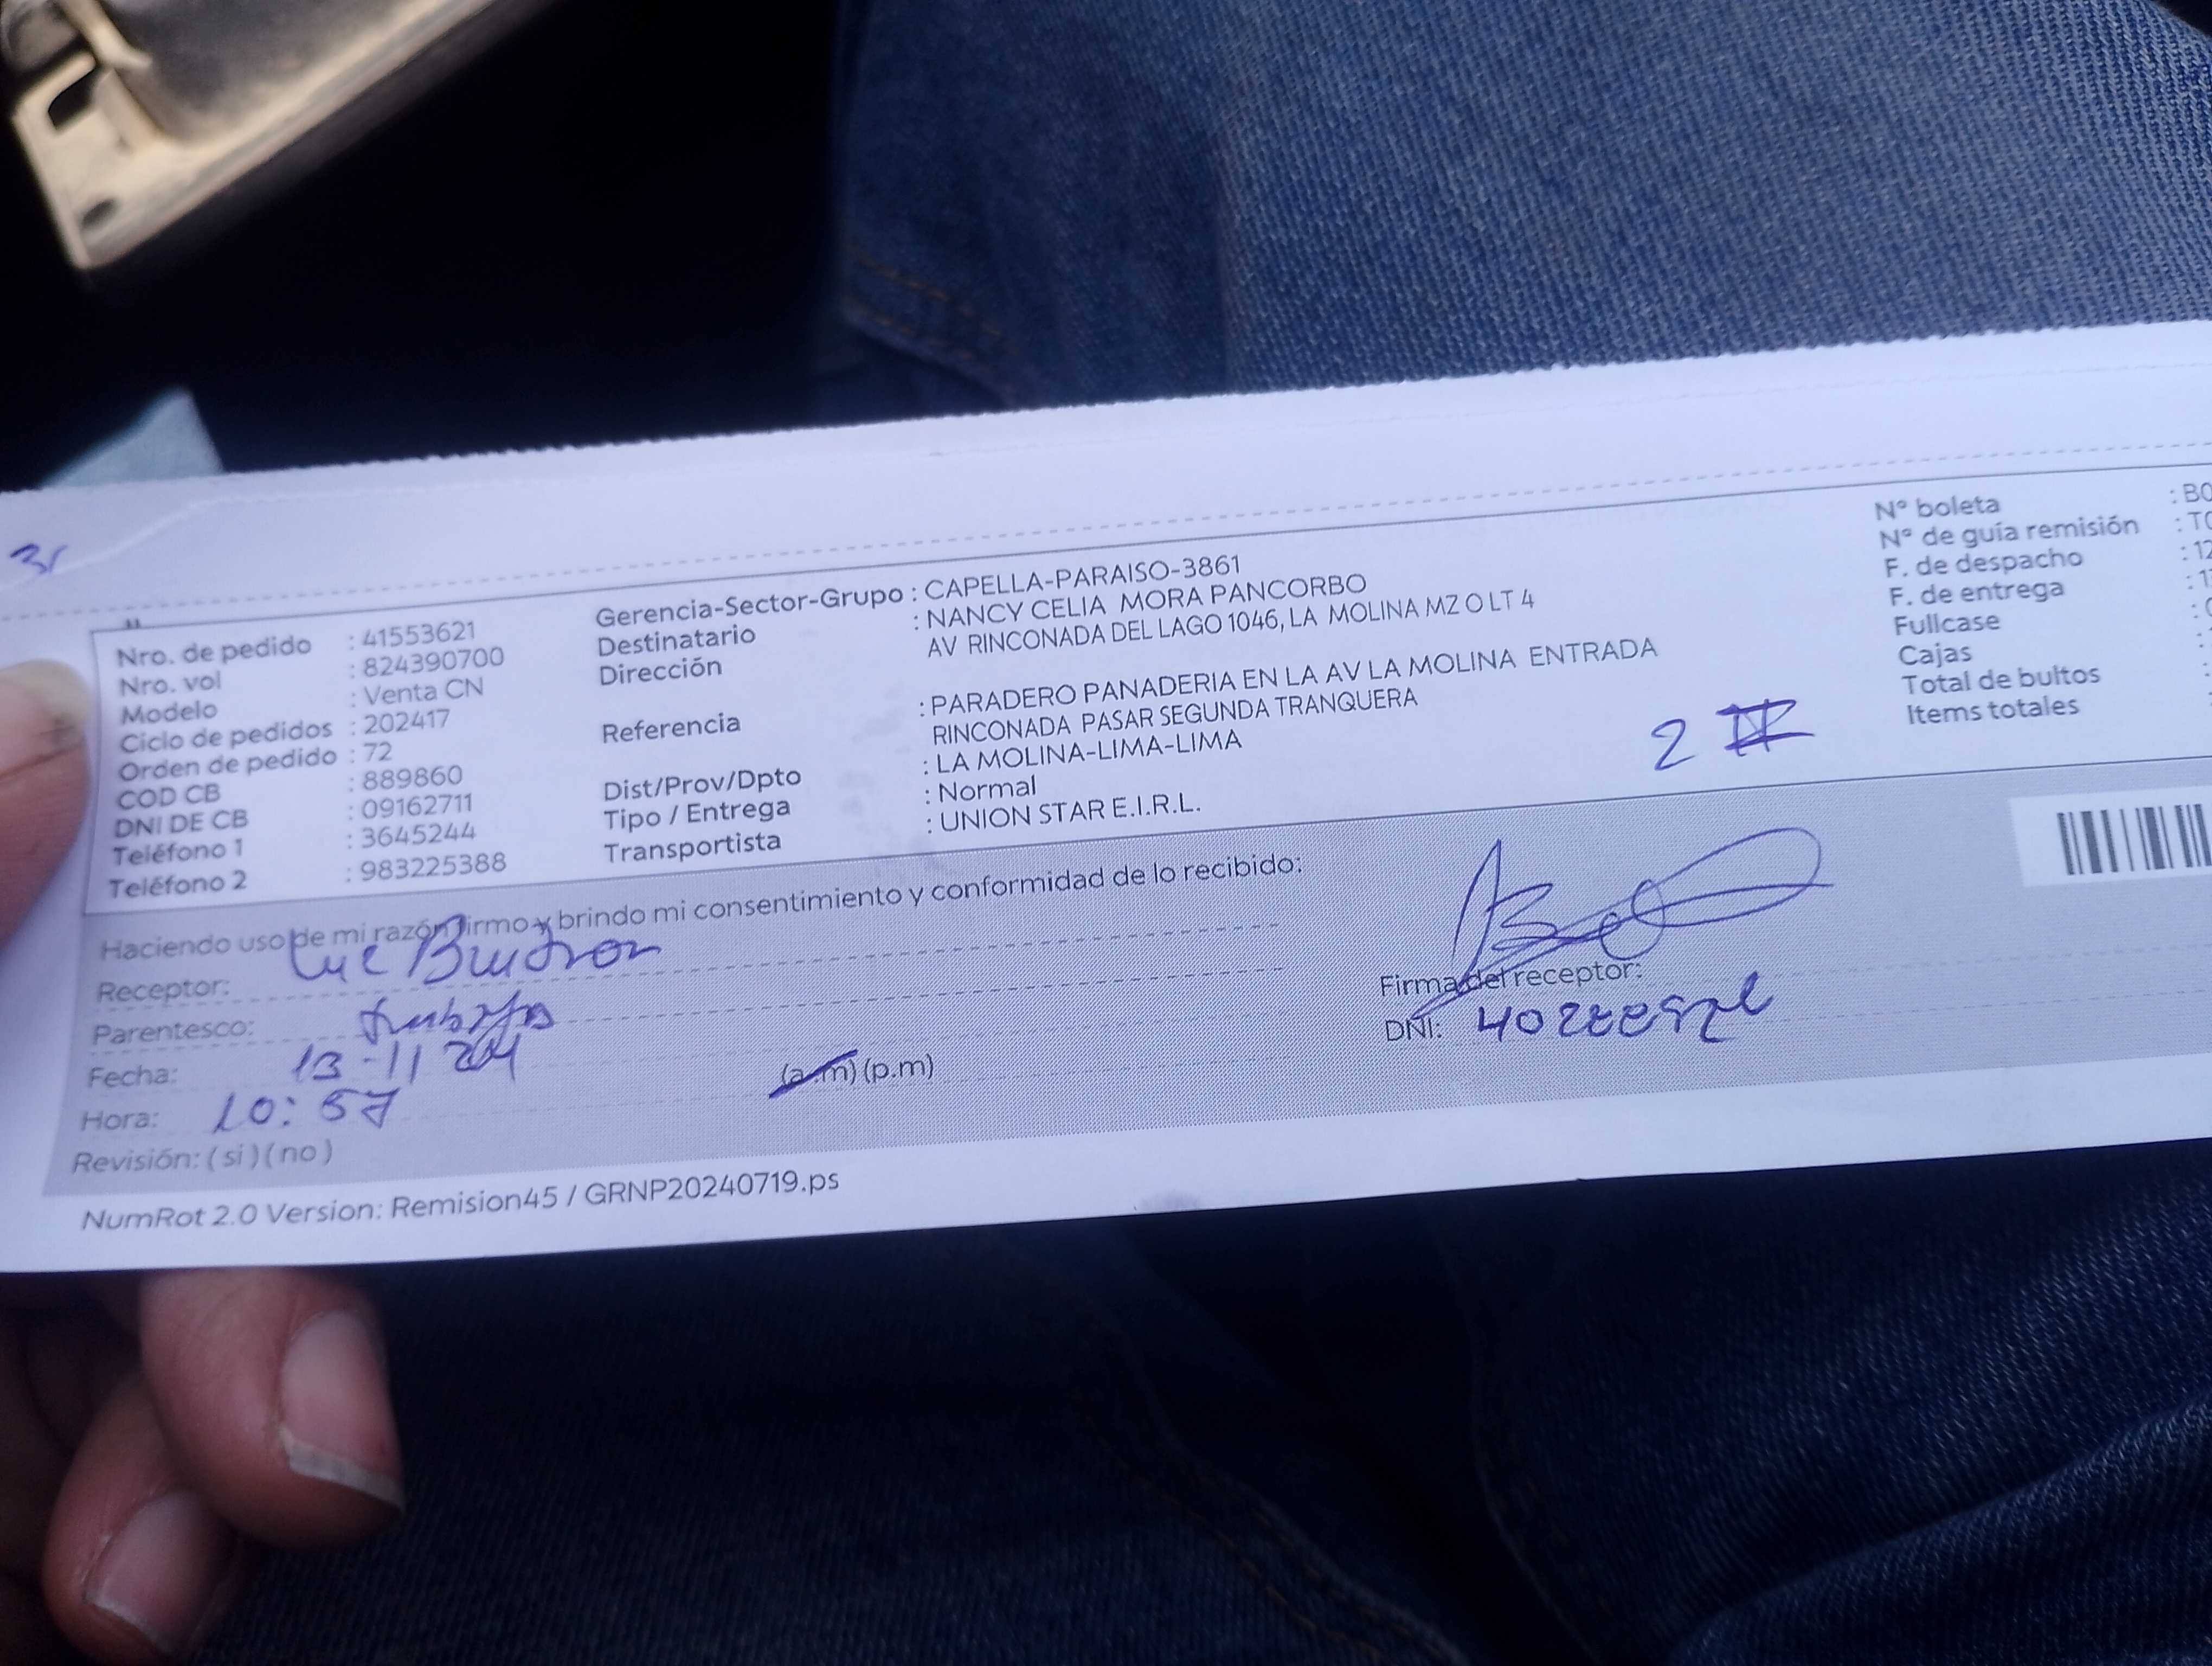 3r
Nro. de pedido : 41553621
Nro. vol : 824390700
Modelo : Venta CN
Ciclo de pedidos : 202417
Orden de pedido : 72
COD CB : 889860
DNI DE CB : 09162711
Teléfono 1 : 3645244
Teléfono 2 : 983225388
Gerencia-Sector-Grupo : CAPELLA-PARAISO-3861
Destinatario : NANCY CELIA MORA PANCORBO
Dirección AV RINCONADA DEL LAGO 1046, LA MOLINA MZ O LT 4
Referencia : PARADERO PANADERIA EN LA AV LA MOLINA ENTRADA
RINCONADA PASAR SEGUNDA TRANQUERA
Dist/Prov/Dpto : LA MOLINA-LIMA-LIMA
Tipo / Entrega : Normal
Transportista : UNION STAR E.I.R.L.
2
N° boleta : B0
N° de guía remisión : T0
F. de despacho : 12
F. de entrega : 1
Fullcase :
Cajas :
Total de bultos :
Items totales
Haciendo uso de mi razón firmo y brindo mi consentimiento y conformidad de lo recibido:
Receptor:
Parentesco:
Fecha: 13-11
Hora: 10:57 (a.m) (p.m)
Revisión: ( si ) ( no )
Firma del receptor:
DNI:
NumRot 2.0 Version: Remision45 / GRNP20240719.ps